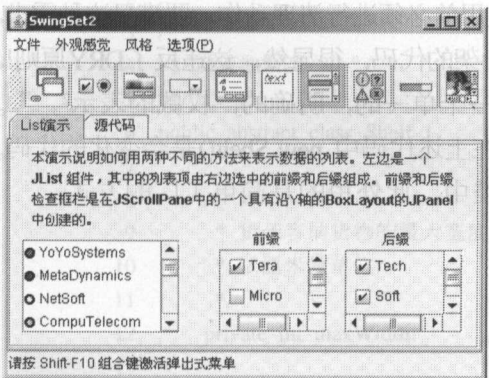 SwingSet2
文件 外观感觉 风格 选项(P)
text
List演示 源代码
本演示说明如何用两种不同的方法来表示数据的列表。左边是一个
JList 组件，其中的列表项由右边选中的前缀和后缀组成。前缀和后缀
检查框栏是在JScrollPane中的一个具有沿Y轴的BoxLayout的JPanel
中创建的。
前缀 后缀
YoYoSystems
MetaDynamics
NetSoft
CompuTelecom
Tera
Micro
Tech
Soft
请按 Shift-F10 组合键激活弹出式菜单